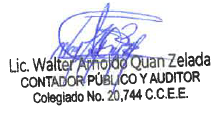 Lic. Walter Arnoldo Quan Zelada
CONTADOR PÚBLICO Y AUDITOR
Colegiado No. 20,744 C.C.E.E.